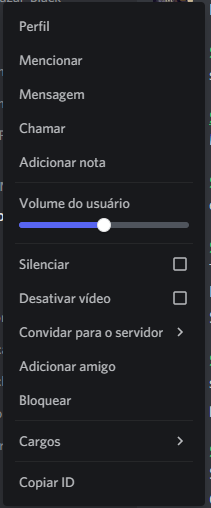 Perfil
Mencionar
Mensagem
Chamar
Adicionar nota
Volume do usuário
Silenciar
Desativar vídeo
Convidar para o servidor
Adicionar amigo
Bloquear
Cargos
Copiar ID